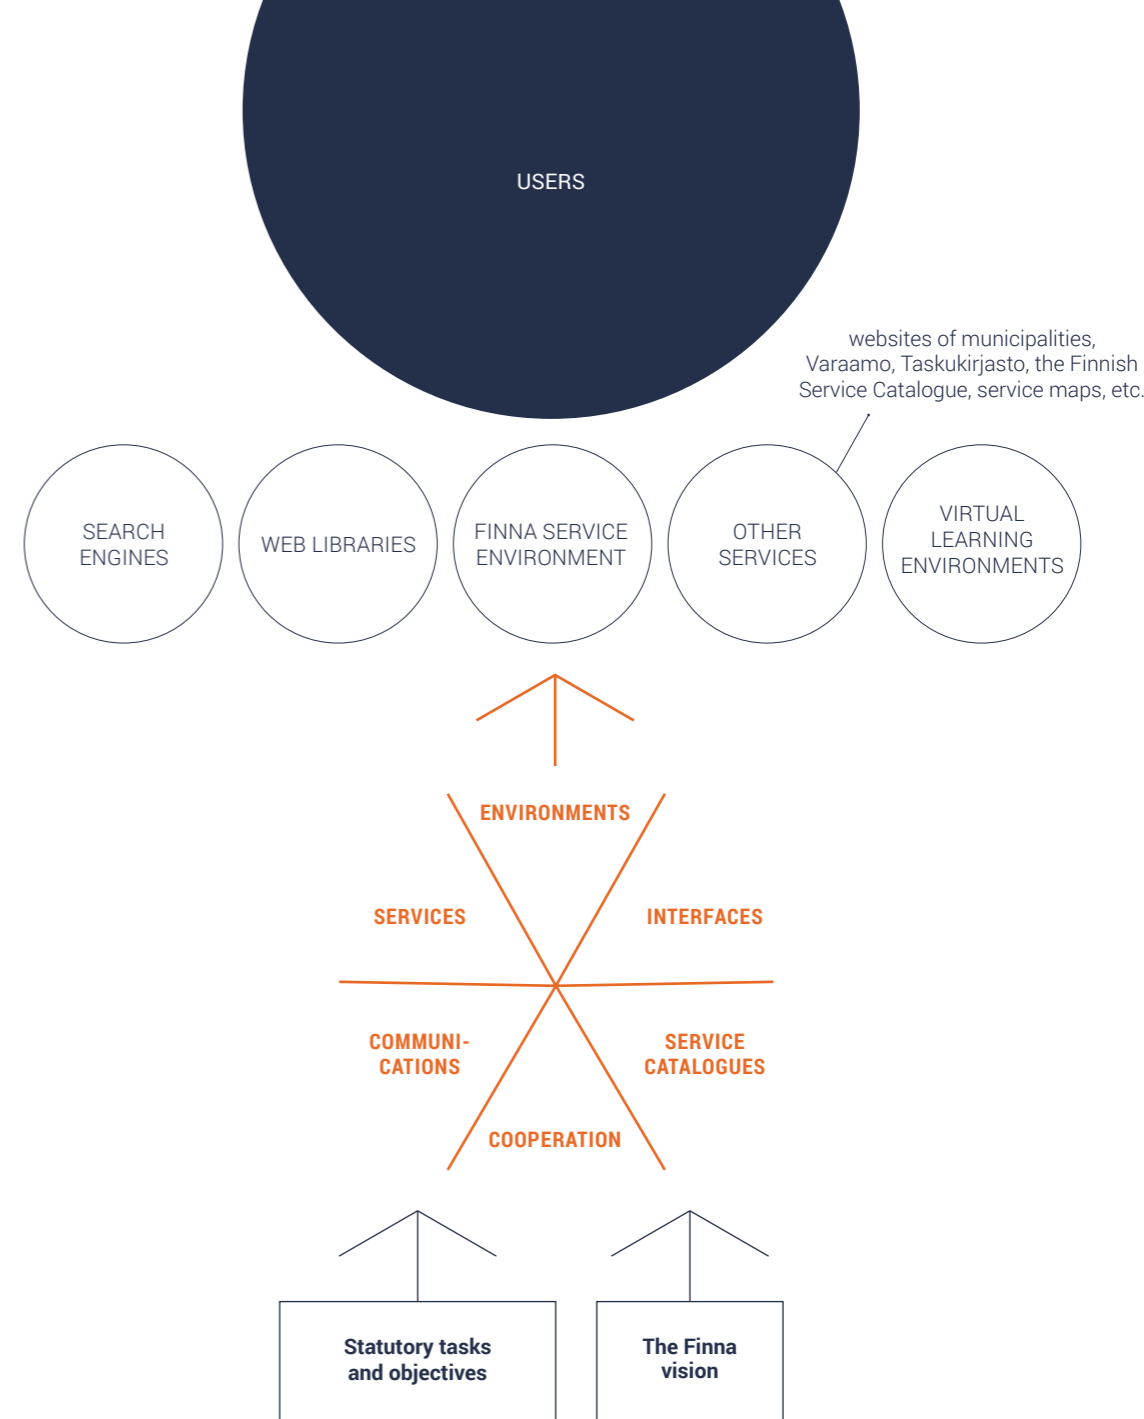 USERS
websites of municipalities,
Varaamo, Taskukirjasto, the Finnish
Service Catalogue, service maps, etc.
SEARCH
ENGINES
WEB LIBRARIES
FINNA SERVICE
ENVIRONMENT
OTHER
SERVICES
VIRTUAL
LEARNING
ENVIRONMENTS
ENVIRONMENTS
SERVICES
INTERFACES
COMMUNI-
CATIONS
SERVICE
CATALOGUES
COOPERATION
Statutory tasks
and objectives
The Finna
vision